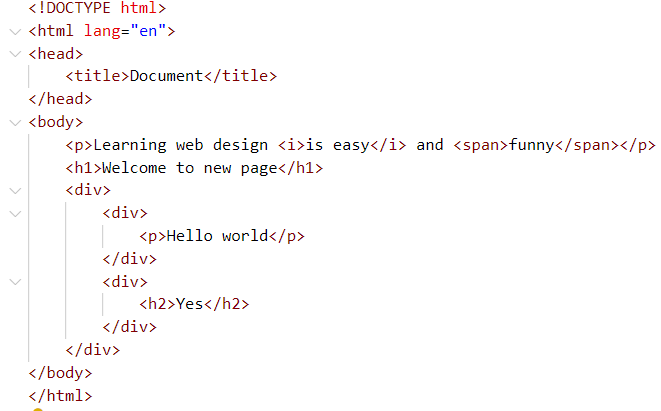 <!DOCTYPE html>
<html lang="en">
<head>
    <title>Document</title>
</head>
<body>
    <p>Learning web design <i>is easy</i> and <span>funny</span></p>
    <h1>Welcome to new page</h1>
    <div>
        <div>
            <p>Hello world</p>
        </div>
        <div>
            <h2>Yes</h2>
        </div>
    </div>
</body>
</html>